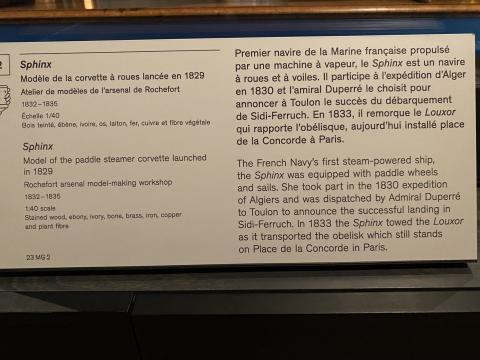 Sphinx
Modèle de la corvette à roues lancée en 1829
Atelier de modèles de l'arsenal de Rochefort
1832–1835
Échelle 1/40
Bois teinté, ébène, ivoire, os, laiton, fer, cuivre et fibre végétale
Sphinx
Model of the paddle steamer corvette launched
in 1829
Rochefort arsenal model-making workshop
1832–1835
1:40 scale
Stained wood, ebony, ivory, bone, brass, iron, copper
and plant fibre
23 MG 2
Premier navire de la Marine française propulsé
par une machine à vapeur, le Sphinx est un navire
à roues et à voiles. Il participe à l'expédition d'Alger
en 1830 et l'amiral Duperré le choisit pour
annoncer à Toulon le succès du débarquement
de Sidi-Ferruch. En 1833, il remorque le Louxor
qui rapporte l'obélisque, aujourd'hui installé place
de la Concorde à Paris.
The French Navy's first steam-powered ship,
the Sphinx was equipped with paddle wheels
and sails. She took part in the 1830 expedition
of Algiers and was dispatched by Admiral Duperré
to Toulon to announce the successful landing in
Sidi-Ferruch. In 1833 the Sphinx towed the Louxor
as it transported the obelisk which still stands
on Place de la Concorde in Paris.